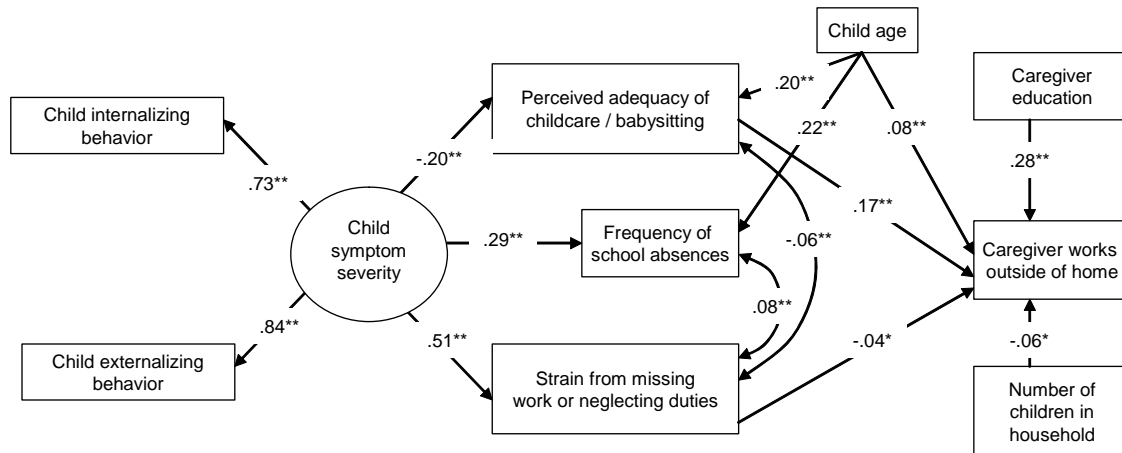 Child age
Perceived adequacy of
childcare / babysitting
Caregiver
education
Child internalizing
behavior
.20**
.22**
.08**
-.20**
.28**
.73**
.17**
Child
symptom
severity
.29**
Frequency of
school absences
-.06**
Caregiver works
outside of home
.08**
.84**
.51**
-.04*
-.06*
Child externalizing
behavior
Strain from missing
work or neglecting duties
Number of
children in
household